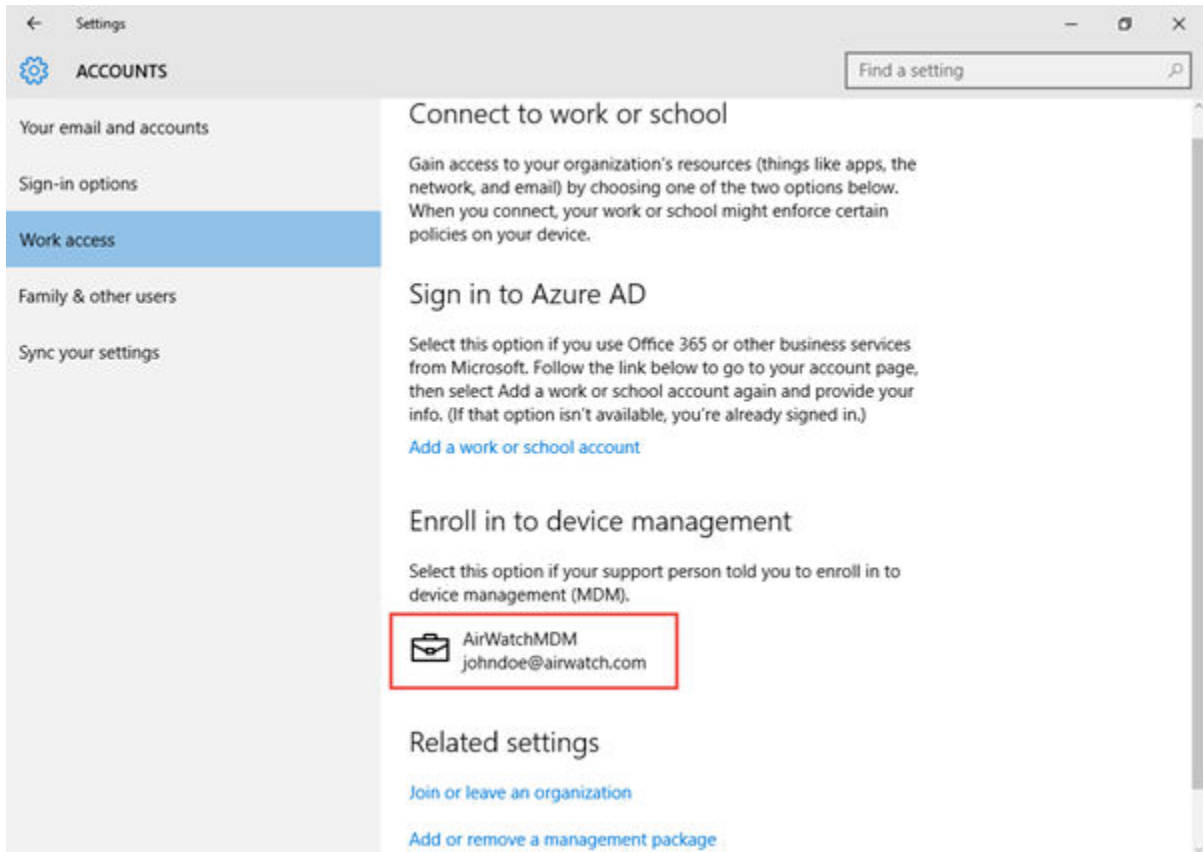 Settings
ACCOUNTS
Find a setting
Your email and accounts
Sign-in options
Work access
Family & other users
Sync your settings
Connect to work or school
Gain access to your organization's resources (things like apps, the
network, and email) by choosing one of the two options below.
When you connect, your work or school might enforce certain
policies on your device.
Sign in to Azure AD
Select this option if you use Office 365 or other business services
from Microsoft. Follow the link below to go to your account page,
then select Add a work or school account again and provide your
info. (If that option isn't available, you're already signed in.)
Add a work or school account
Enroll in to device management
Select this option if your support person told you to enroll in to
device management (MDM).
AirWatchMDM
johndoe@airwatch.com
Related settings
Join or leave an organization
Add or remove a management package